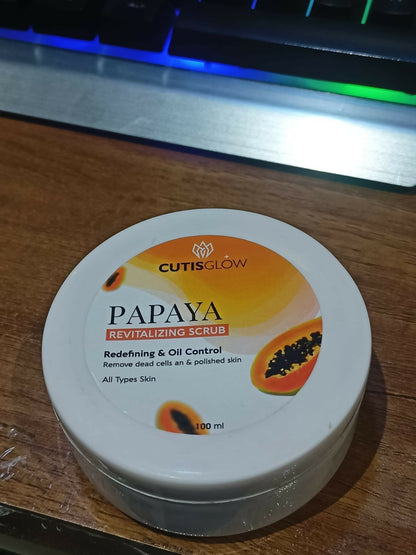 CUTISGLOW
PAPAYA
REVITALIZING SCRUB
Redefining & Oil Control
Remove dead cells an & polished skin
All Types Skin
100 ml